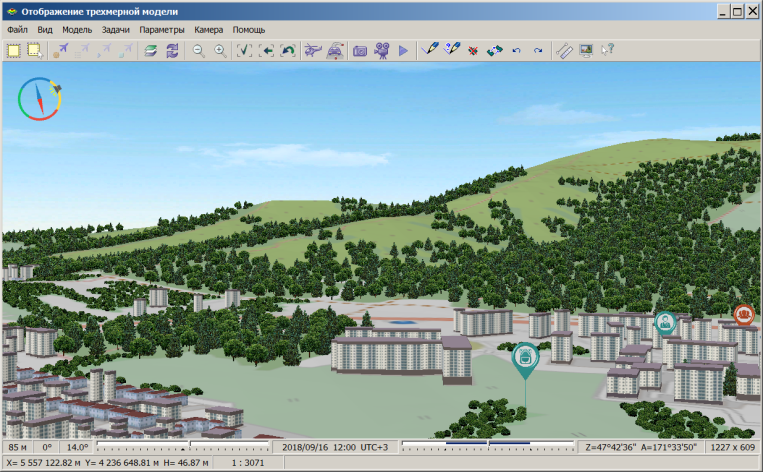 Отображение трехмерной модели
Файл Вид Модель Задачи Параметры Камера Помощь
85 м 0° 14.0° 2018/09/16 12:00 UTC+3 Z=47°42'36" A=171°33'50" 1227 x 609
X= 5 557 122.82 м Y= 4 236 648.81 м H= 46.87 м 1 : 3071